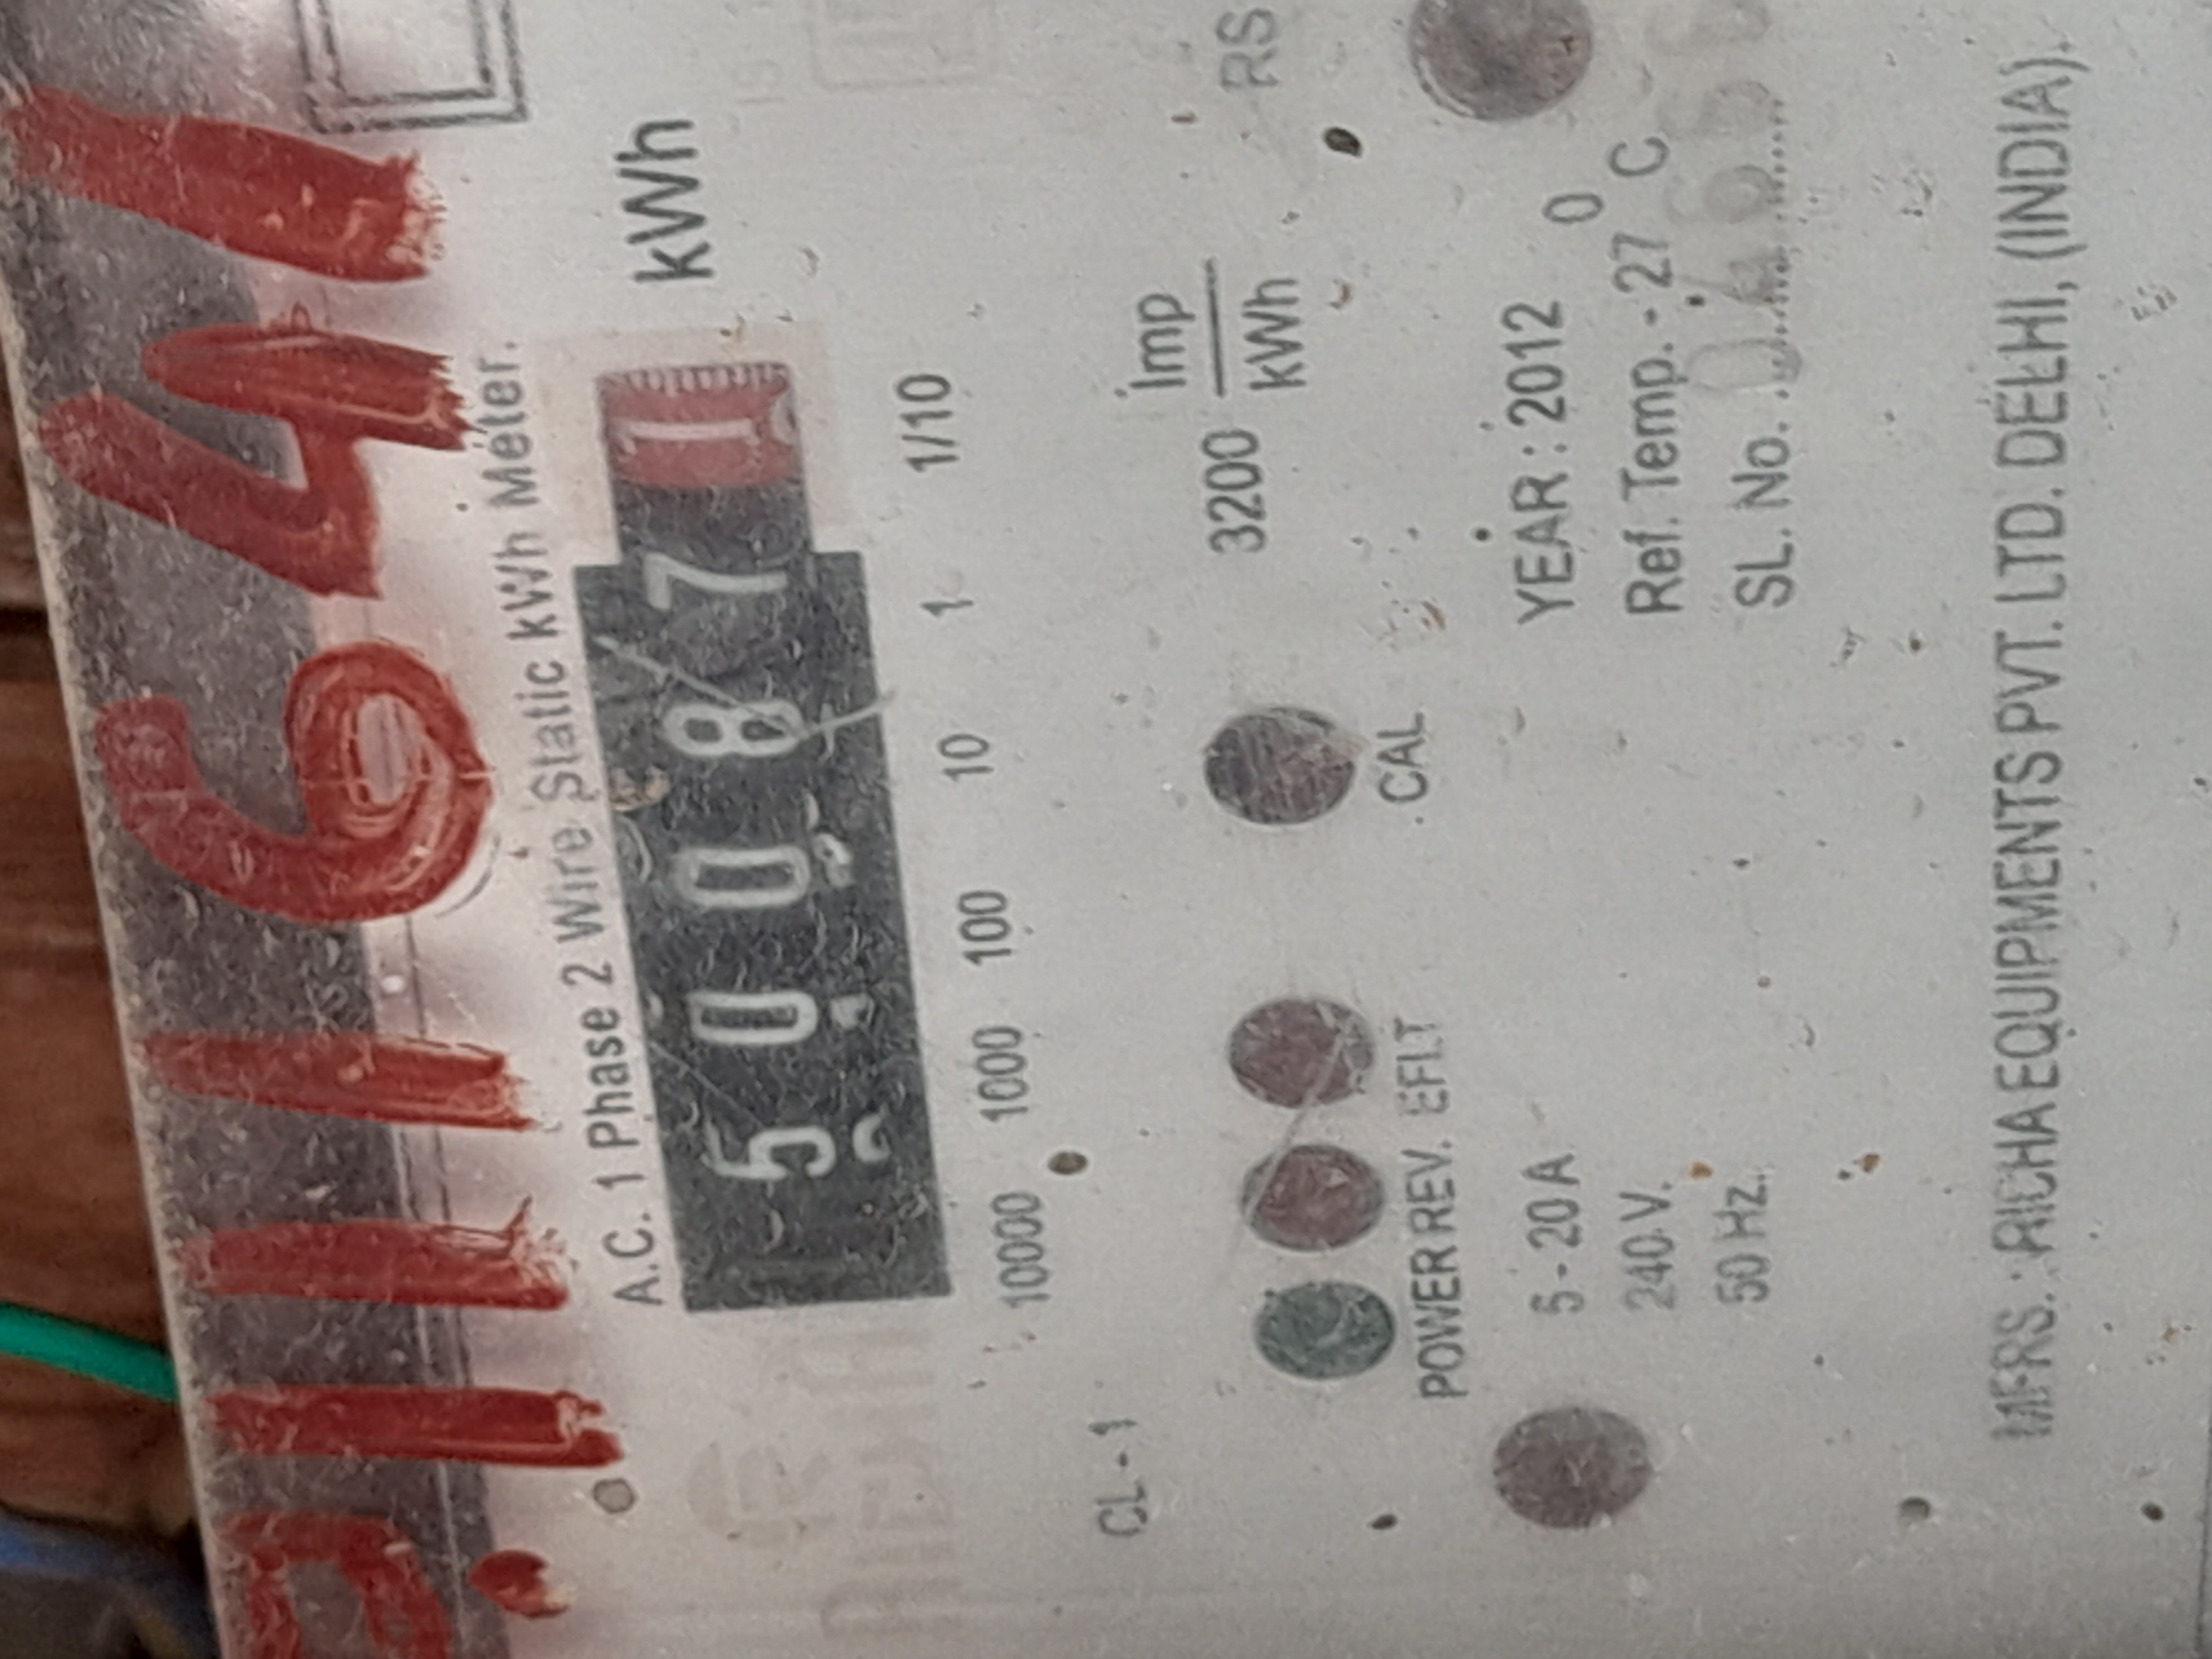 111641
A.C. 1 Phase 2 Wire Static kWh Meter.
50087 1 kWh
10000 1000 100 10 1 1/10
CL-1 3200 Imp/kWh
RS
POWER REV. EFLT CAL
5-20A YEAR : 2012
240 V. Ref. Temp. - 27 0 C
50 Hz. SL. No.
MFRS. : RICHA EQUIPMENTS PVT. LTD. DELHI, (INDIA).